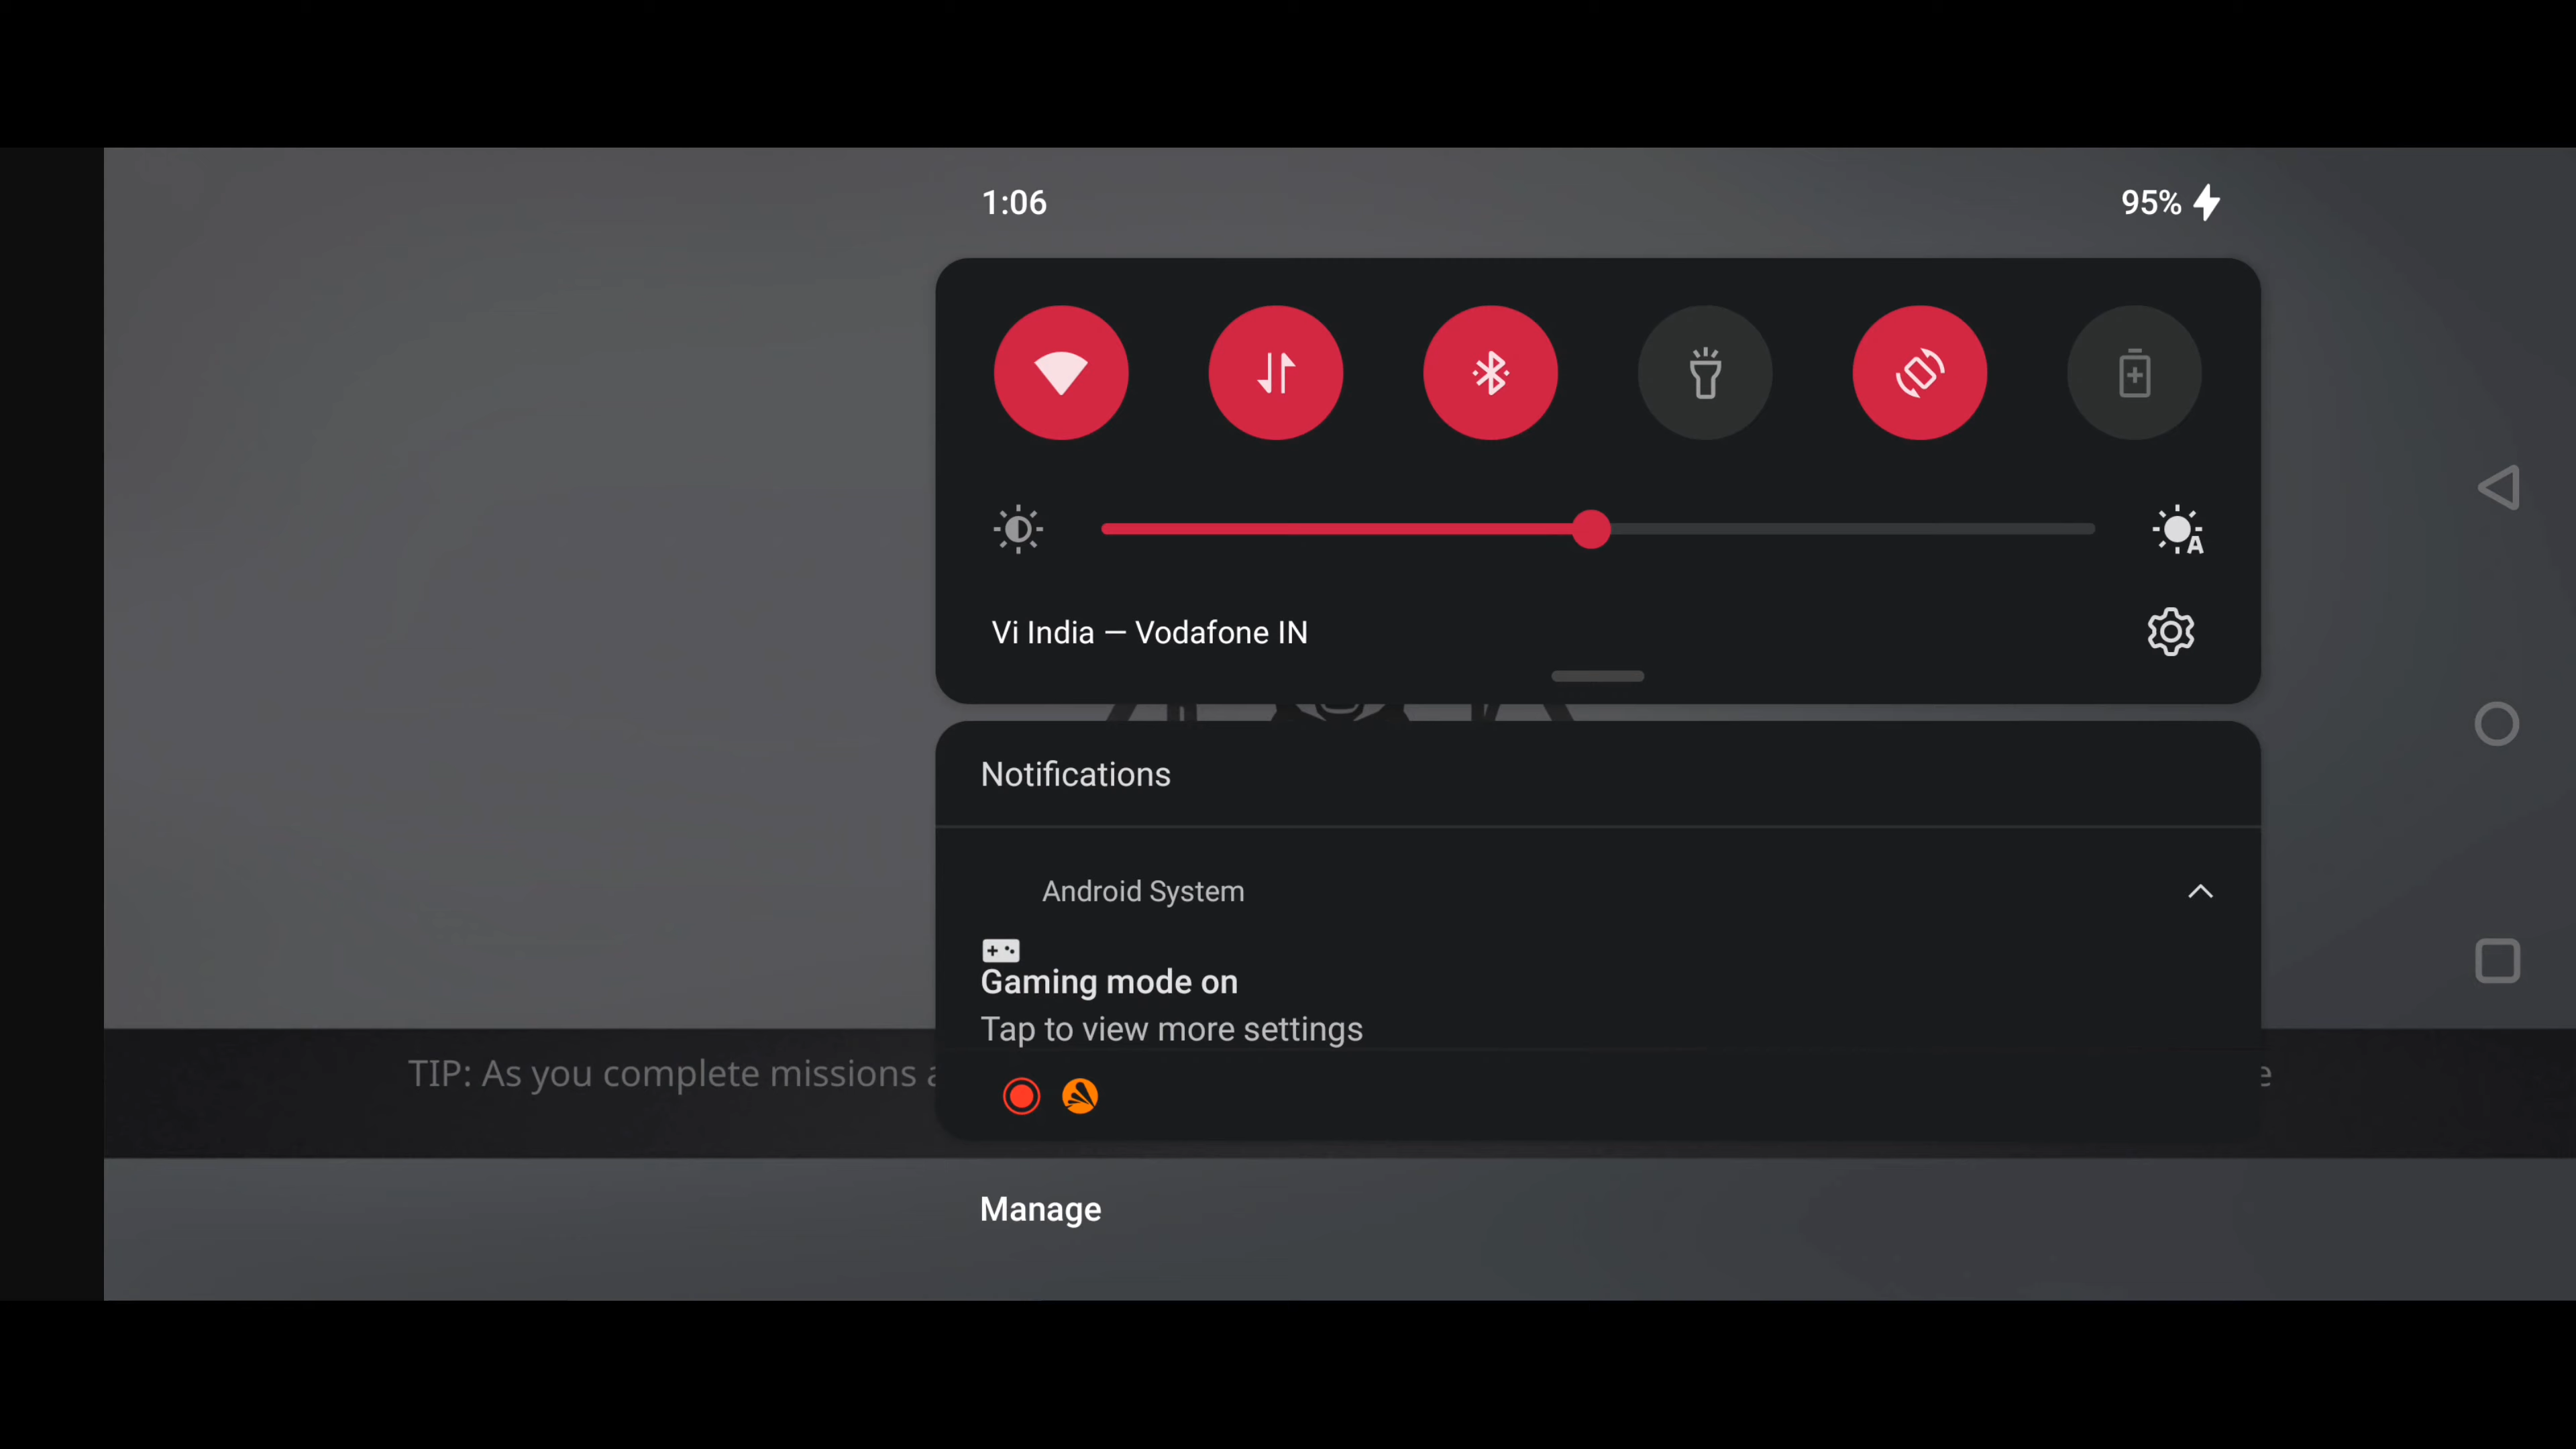 1:06
95%
Vi India — Vodafone IN
Notifications
Android System
Gaming mode on
Tap to view more settings
TIP: As you complete missions
Manage